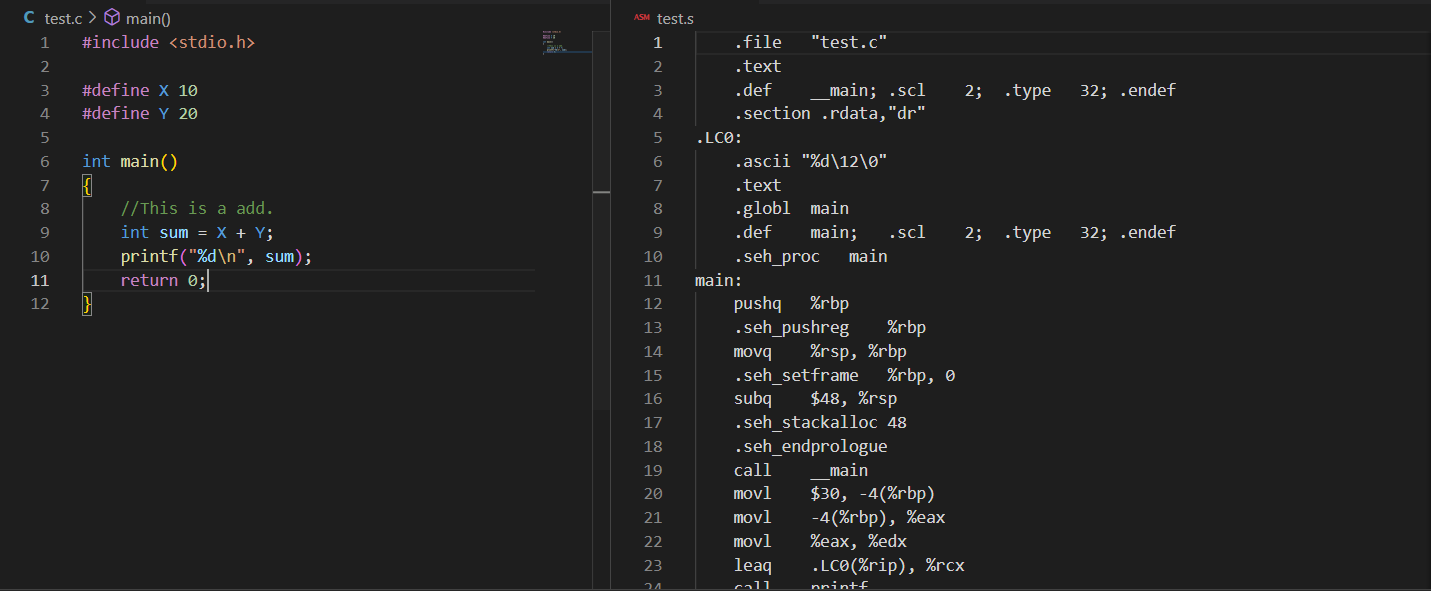 C test.c > main()
1 #include <stdio.h>
2
3 #define X 10
4 #define Y 20
5
6 int main()
7 {
8 //This is a add.
9 int sum = X + Y;
10 printf("%d\n", sum);
11 return 0;
12 }
ASM test.s
1 .file "test.c"
2 .text
3 .def __main; .scl 2; .type 32; .endef
4 .section .rdata,"dr"
5 .LC0:
6 .ascii "%d\12\0"
7 .text
8 .globl main
9 .def main; .scl 2; .type 32; .endef
10 .seh_proc main
11 main:
12 pushq %rbp
13 .seh_pushreg %rbp
14 movq %rsp, %rbp
15 .seh_setframe %rbp, 0
16 subq $48, %rsp
17 .seh_stackalloc 48
18 .seh_endprologue
19 call __main
20 movl $30, -4(%rbp)
21 movl -4(%rbp), %eax
22 movl %eax, %edx
23 leaq .LC0(%rip), %rcx
24 call printf